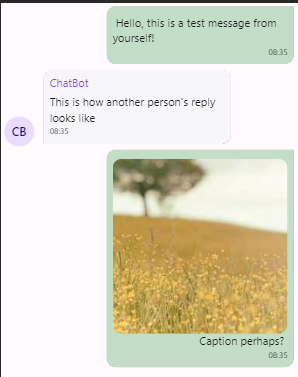 Hello, this is a test message from
yourself!
08:35
ChatBot
This is how another person's reply
looks like
08:35
CB
Caption perhaps?
08:35